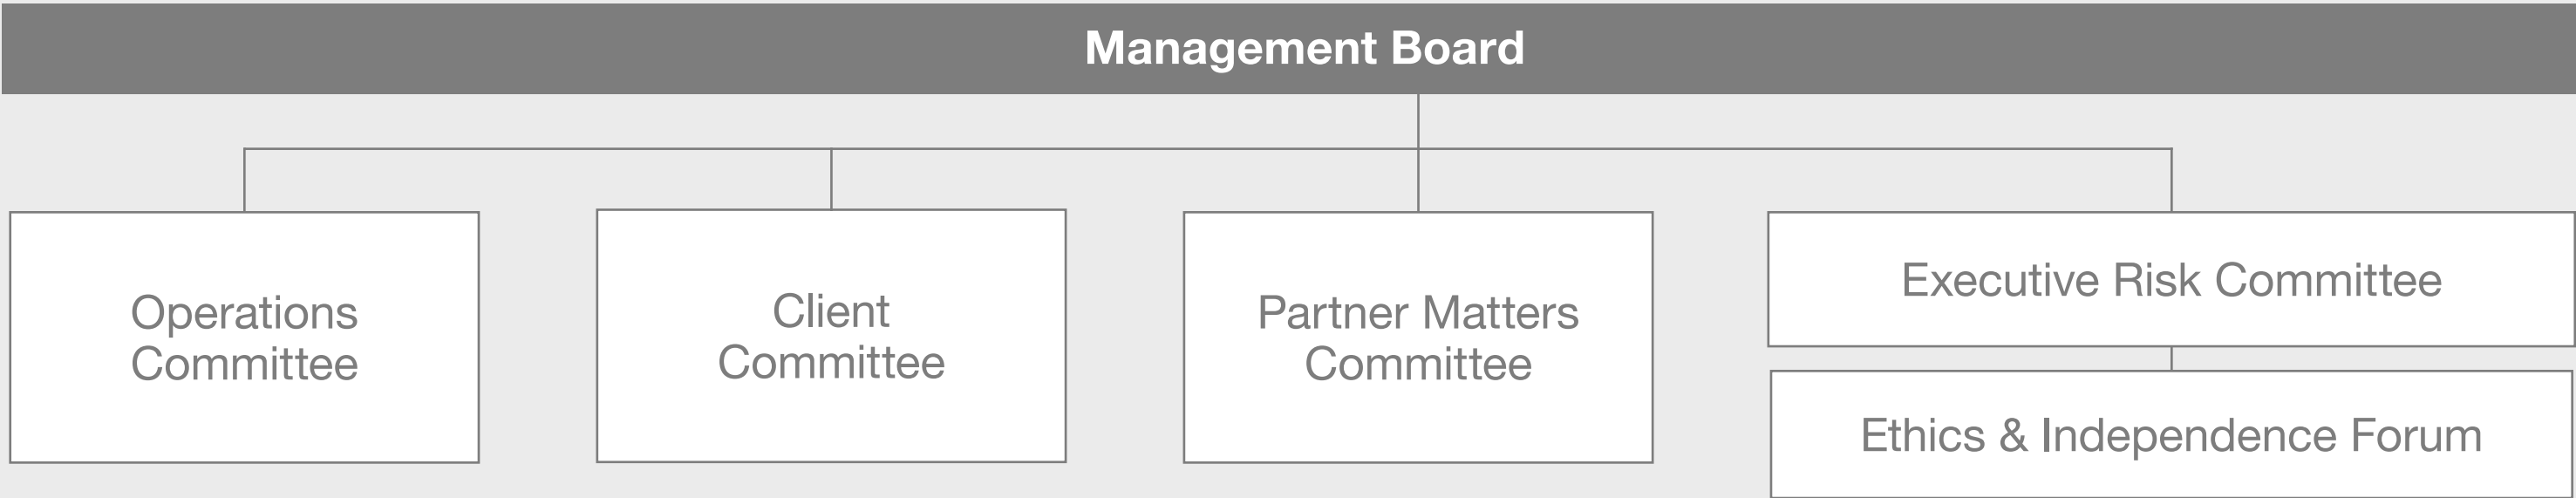 Management Board
Operations
Committee
Client
Committee
Partner Matters
Committee
Executive Risk Committee
Ethics & Independence Forum